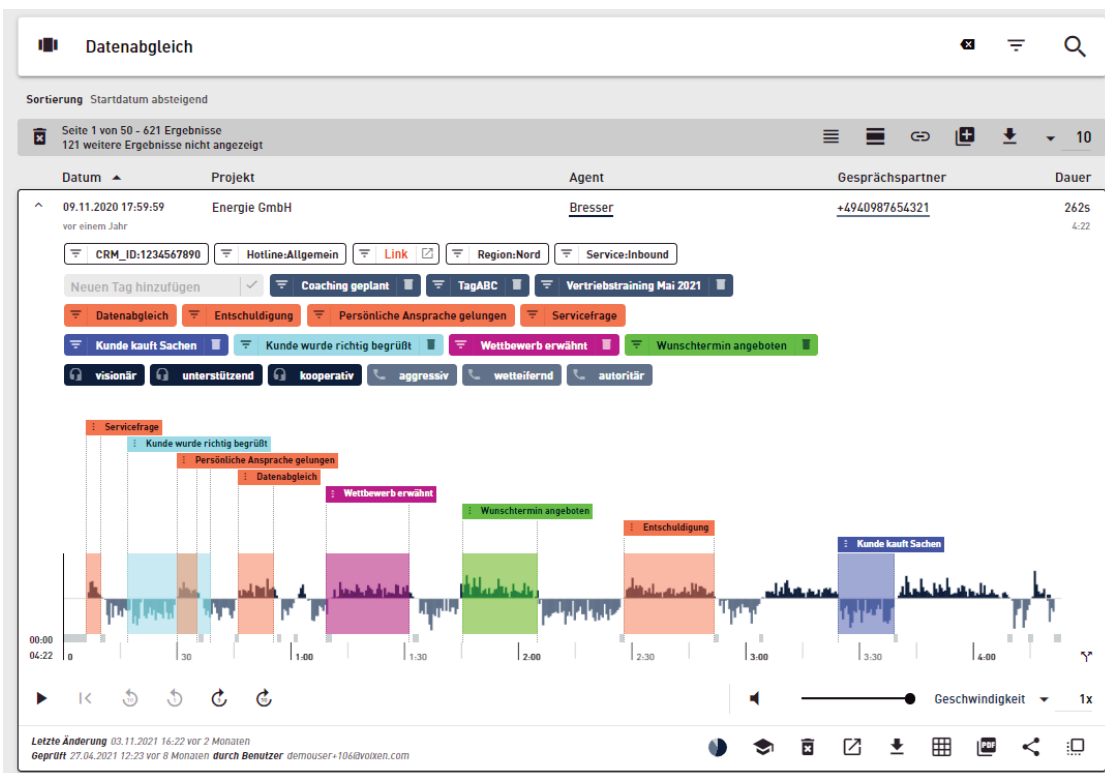 Datenabgleich
Sortierung Startdatum absteigend
Seite 1 von 50 - 621 Ergebnisse
121 weitere Ergebnisse nicht angezeigt
10
Datum Projekt Agent Gesprächspartner Dauer
09.11.2020 17:59:59 Energie GmbH Bresser +4940987654321 262s
vor einem Jahr 4:22
CRM_ID:1234567890 Hotline:Allgemein Link Region:Nord Service:Inbound
Neuen Tag hinzufügen Coaching geplant TagABC Vertriebstraining Mai 2021
Datenabgleich Entschuldigung Persönliche Ansprache gelungen Servicefrage
Kunde kauft Sachen Kunde wurde richtig begrüßt Wettbewerb erwähnt Wunschtermin angeboten
visionär unterstützend kooperativ aggressiv wetteifernd autoritär
Servicefrage
Kunde wurde richtig begrüßt
Persönliche Ansprache gelungen
Datenabgleich
Wettbewerb erwähnt
Wunschtermin angeboten
Entschuldigung
Kunde kauft Sachen
00:00
04:22 0 30 1:00 1:30 2:00 2:30 3:00 3:30 4:00
10 5 5 10 Geschwindigkeit 1x
Letzte Änderung 03.11.2021 16:22 vor 2 Monaten
Geprüft 27.04.2021 12:23 vor 8 Monaten durch Benutzer demouser+106@voixen.com
PDF